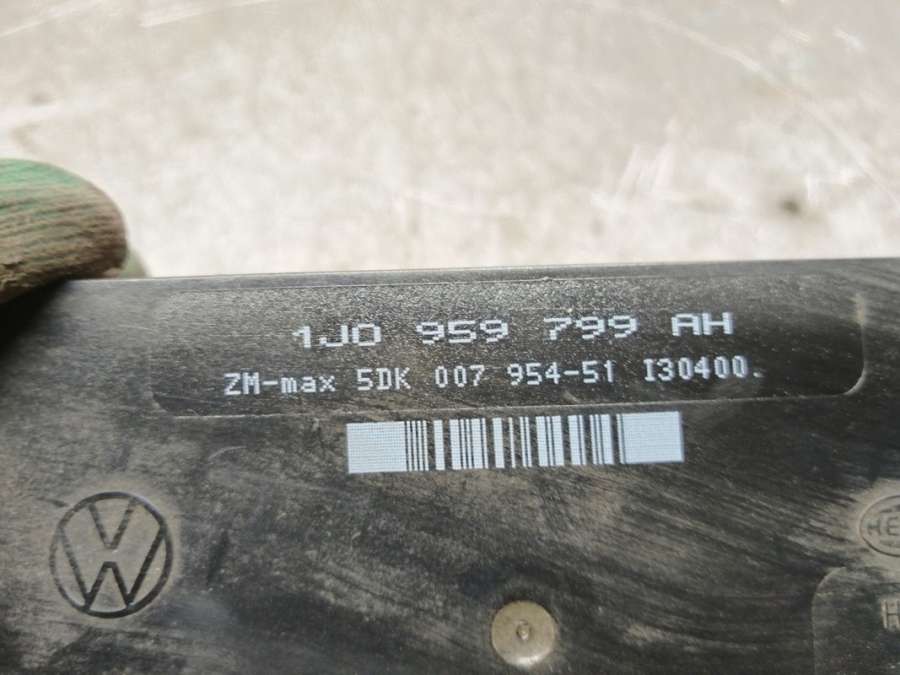 1J0 959 799 AH
ZM-max 5DK 007 954-51 I30400.